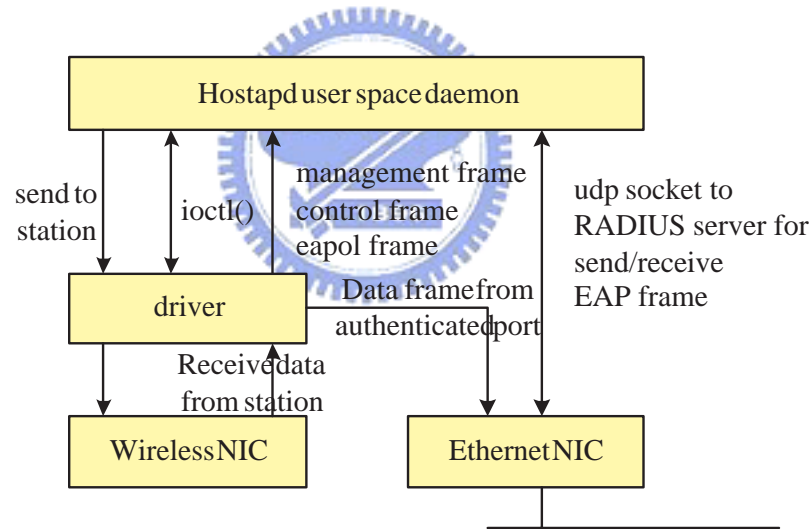 Hostapd user space daemon
send to
station
ioctl()
management frame
control frame
eapol frame
udp socket to
RADIUS server for
send/receive
EAP frame
driver
Data frame from
authenticated port
Receive data
from station
Wireless NIC
Ethernet NIC